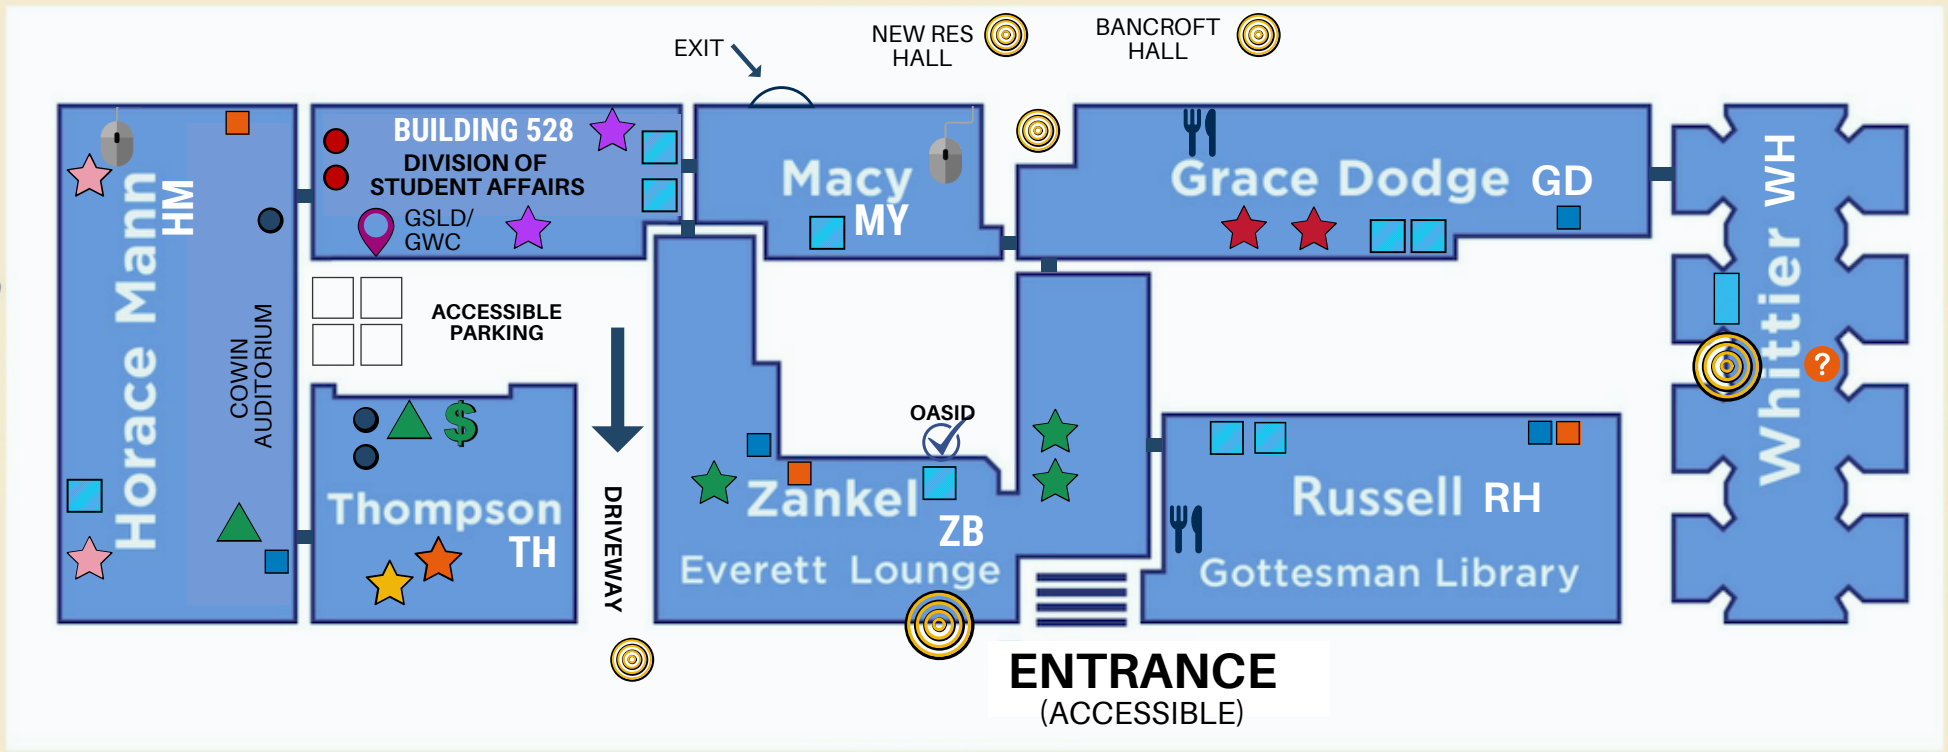 EXIT
NEW RES
HALL
BANCROFT
HALL
BUILDING 528
DIVISION OF
STUDENT AFFAIRS
GSLD/
GWC
Macy
MY
Grace Dodge GD
Whittier WH
?
Horace Mann
HM
COWIN
AUDITORIUM
ACCESSIBLE
PARKING
$
Thompson
TH
DRIVEWAY
OASID
Zankel
ZB
Everett Lounge
Russell RH
Gottesman Library
ENTRANCE
(ACCESSIBLE)